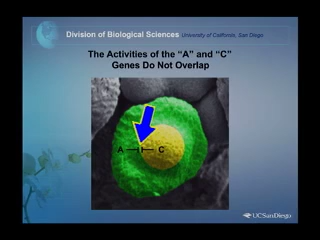 Division of Biological Sciences University of California, San Diego
The Activities of the “A” and “C”
Genes Do Not Overlap
A C
UCSanDiego